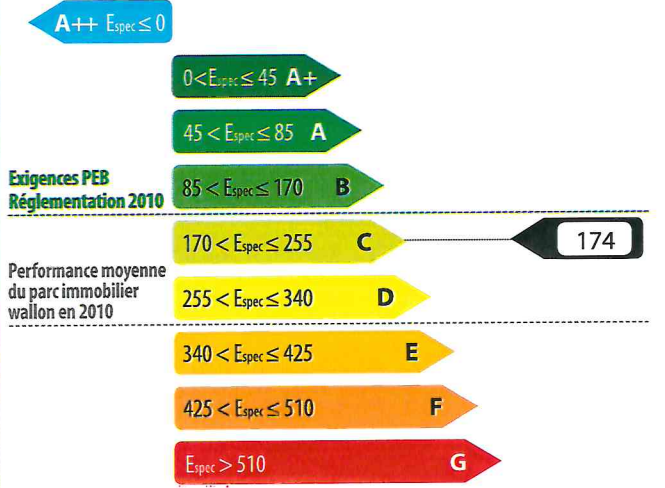 A++ Espec ≤ 0
0 < Espec ≤ 45 A+
45 < Espec ≤ 85 A
Exigences PEB
Réglementation 2010
85 < Espec ≤ 170 B
170 < Espec ≤ 255 C
174
Performance moyenne
du parc immobilier
wallon en 2010
255 < Espec ≤ 340 D
340 < Espec ≤ 425 E
425 < Espec ≤ 510 F
Espec > 510 G